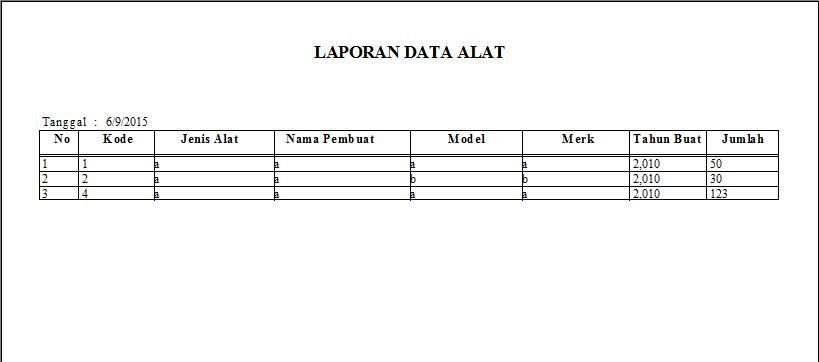 LAPORAN DATA ALAT
Tanggal : 6/9/2015
No Kode Jenis Alat Nama Pembuat Model Merk Tahun Buat Jumlah
1 1 a a a a 2,010 50
2 2 a a b b 2,010 30
3 4 a a a a 2,010 123